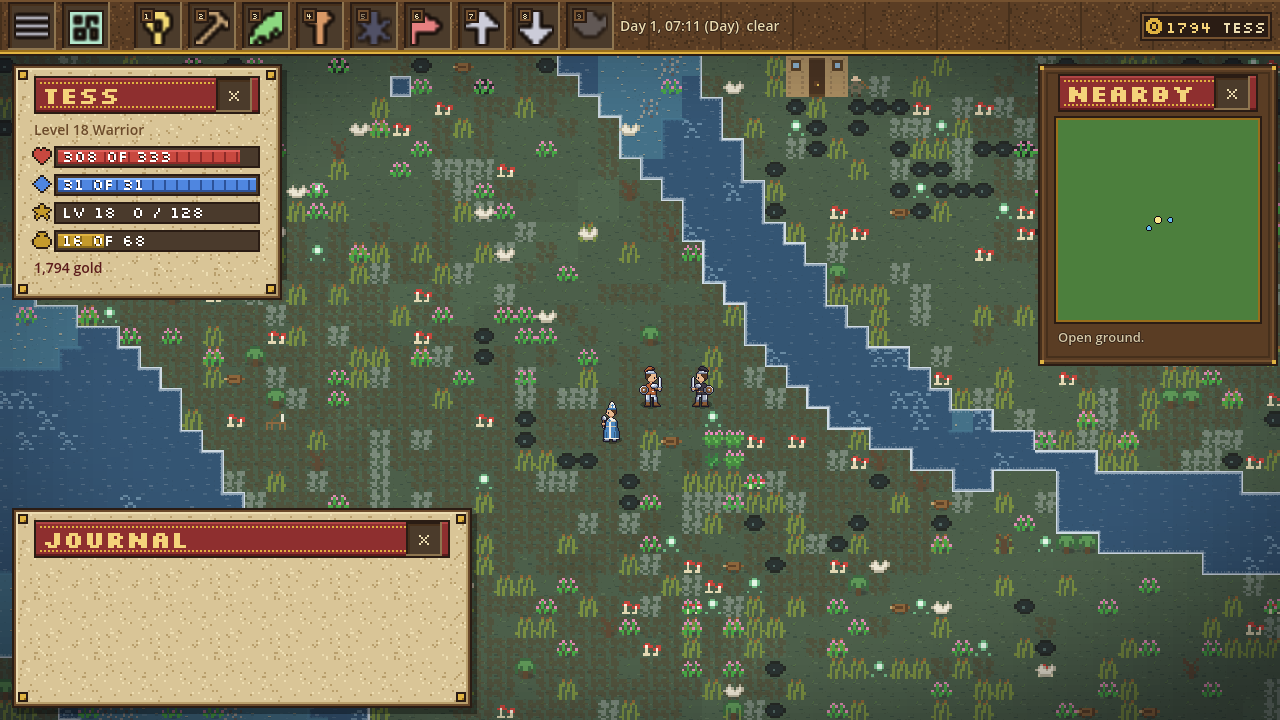 1 2 3 4 5 6 7 8 9
Day 1, 07:11 (Day) clear
1794 TESS
TESS
Level 18 Warrior
308 OF 333
31 OF 31
LV 18 0 / 128
18 OF 68
1,794 gold
NEARBY
Open ground.
JOURNAL